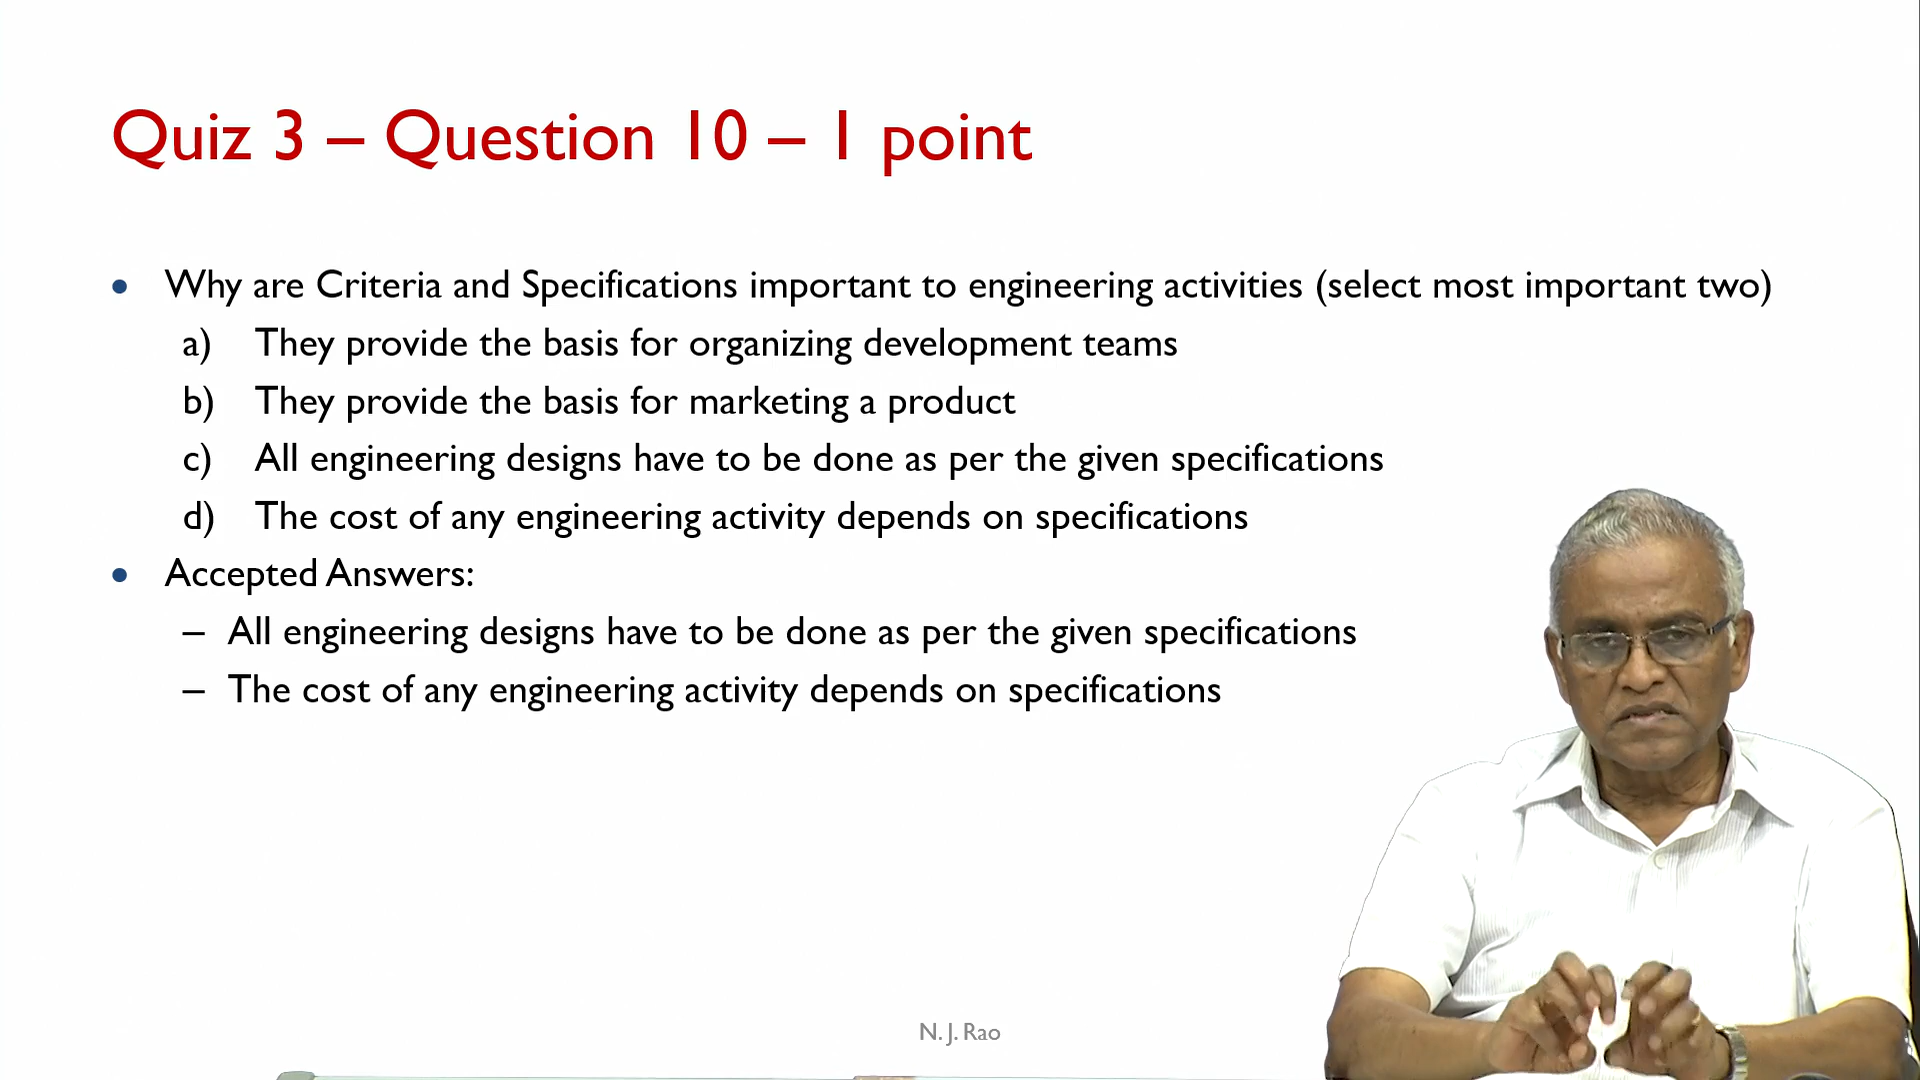 Quiz 3 – Question 10 – 1 point
• Why are Criteria and Specifications important to engineering activities (select most important two)
a) They provide the basis for organizing development teams
b) They provide the basis for marketing a product
c) All engineering designs have to be done as per the given specifications
d) The cost of any engineering activity depends on specifications
• Accepted Answers:
– All engineering designs have to be done as per the given specifications
– The cost of any engineering activity depends on specifications
N. J. Rao